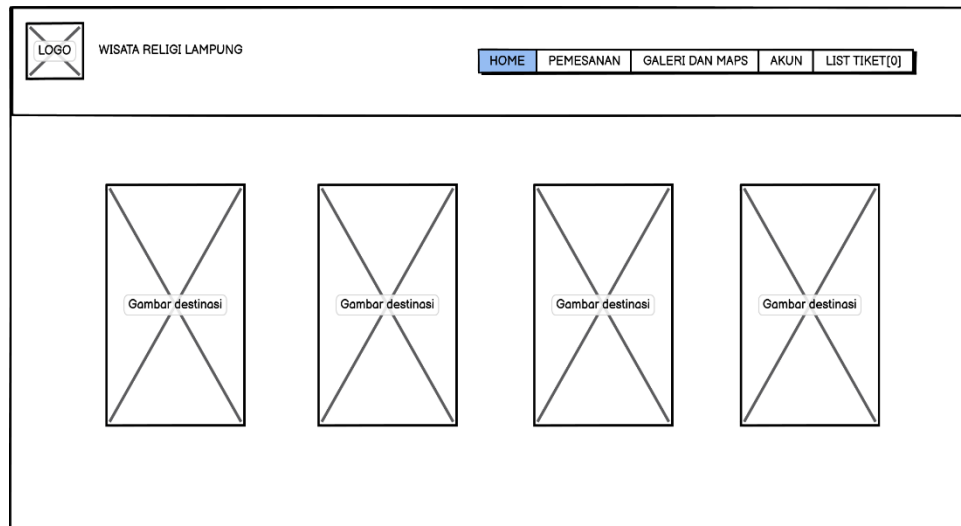 LOGO
WISATA RELIGI LAMPUNG
HOME PEMESANAN GALERI DAN MAPS AKUN LIST TIKET[0]
Gambar destinasi Gambar destinasi Gambar destinasi Gambar destinasi